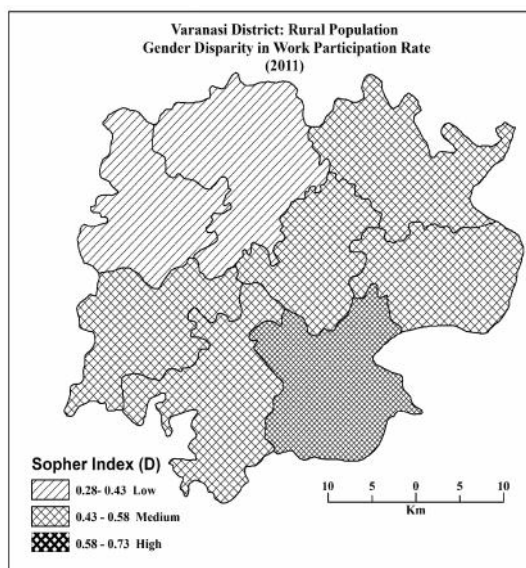 Varanasi District: Rural Population
Gender Disparity in Work Participation Rate
(2011)
Sopher Index (D)
0.28- 0.43 Low
0.43 - 0.58 Medium
0.58 - 0.73 High
10 5 0 5 10
Km